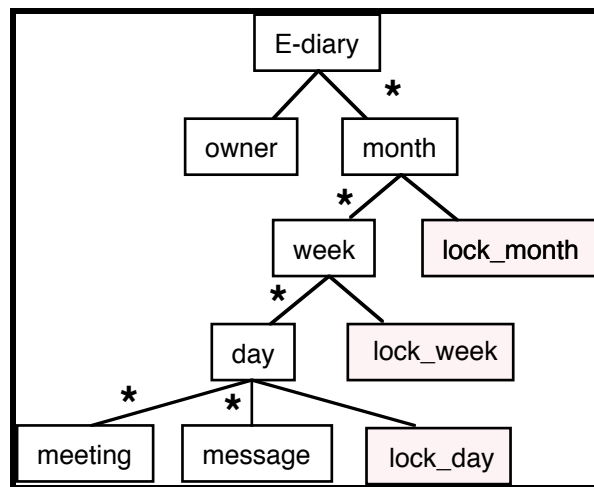 E-diary
*
owner
month
*
week
lock_month
*
day
lock_week
*
*
meeting
message
lock_day